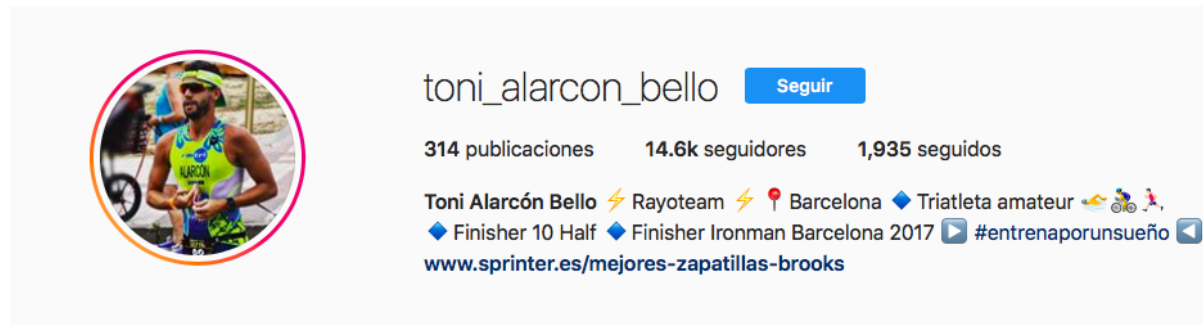 toni_alarcon_bello Seguir
314 publicaciones 14.6k seguidores 1,935 seguidos
Toni Alarcón Bello ⚡ Rayoteam ⚡ 📍 Barcelona 🔷 Triatleta amateur 🏊🚴🏃,
🔷 Finisher 10 Half 🔷 Finisher Ironman Barcelona 2017 ▶️ #entrenaporunsueño ◀️
www.sprinter.es/mejores-zapatillas-brooks
ALARCON